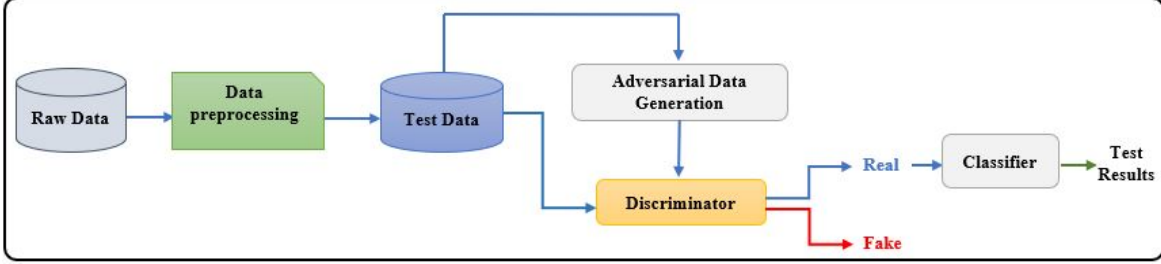 Raw Data
Data
preprocessing
Test Data
Adversarial Data
Generation
Discriminator
Real
Fake
Classifier
Test
Results